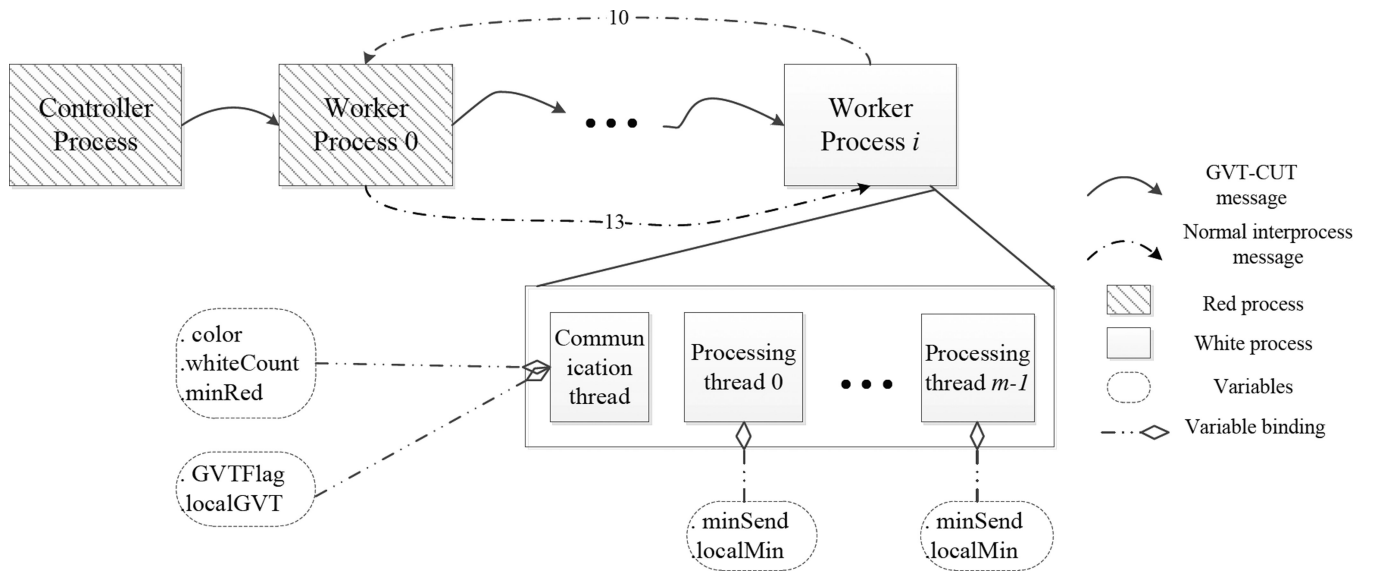 10
Controller
Process
Worker
Process 0
Worker
Process i
13
GVT-CUT
message
Normal interprocess
message
Red process
White process
Variables
Variable binding
. color
.whiteCount
.minRed
. GVTFlag
.localGVT
Commun
ication
thread
Processing
thread 0
Processing
thread m-1
. minSend
.localMin
. minSend
.localMin